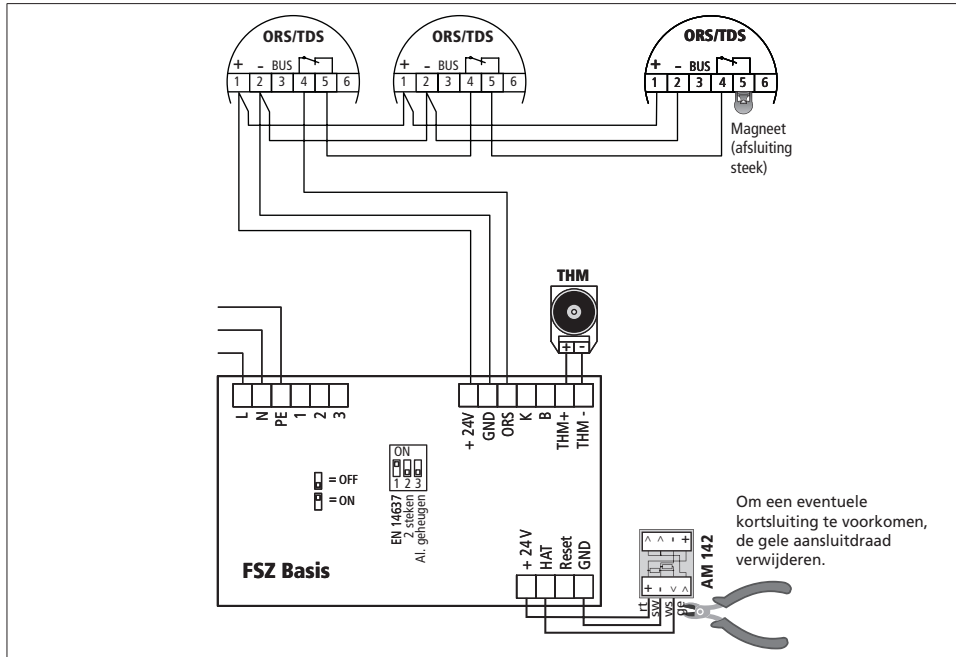 ORS/TDS ORS/TDS ORS/TDS
+ - BUS + - BUS + - BUS
1 2 3 4 5 6 1 2 3 4 5 6 1 2 3 4 5 6
Magneet
(afsluiting
steek)
THM
+ -
L N PE 1 2 3
+ 24V GND ORS K B THM+ THM -
ON
1 2 3
= OFF
= ON
EN 14637
2 steken
Al. geheugen
FSZ Basis
+ 24V HAT Reset GND
Om een eventuele
kortsluiting te voorkomen,
de gele aansluitdraad
verwijderen.
^ ^ - +
AM 142
+ - < ^
rt sw ws ge